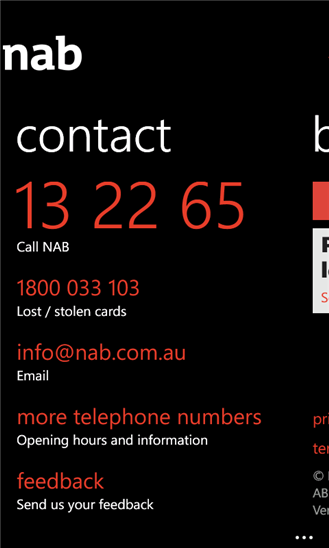 nab
contact
13 22 65
Call NAB
1800 033 103
Lost / stolen cards
info@nab.com.au
Email
more telephone numbers
Opening hours and information
feedback
Send us your feedback